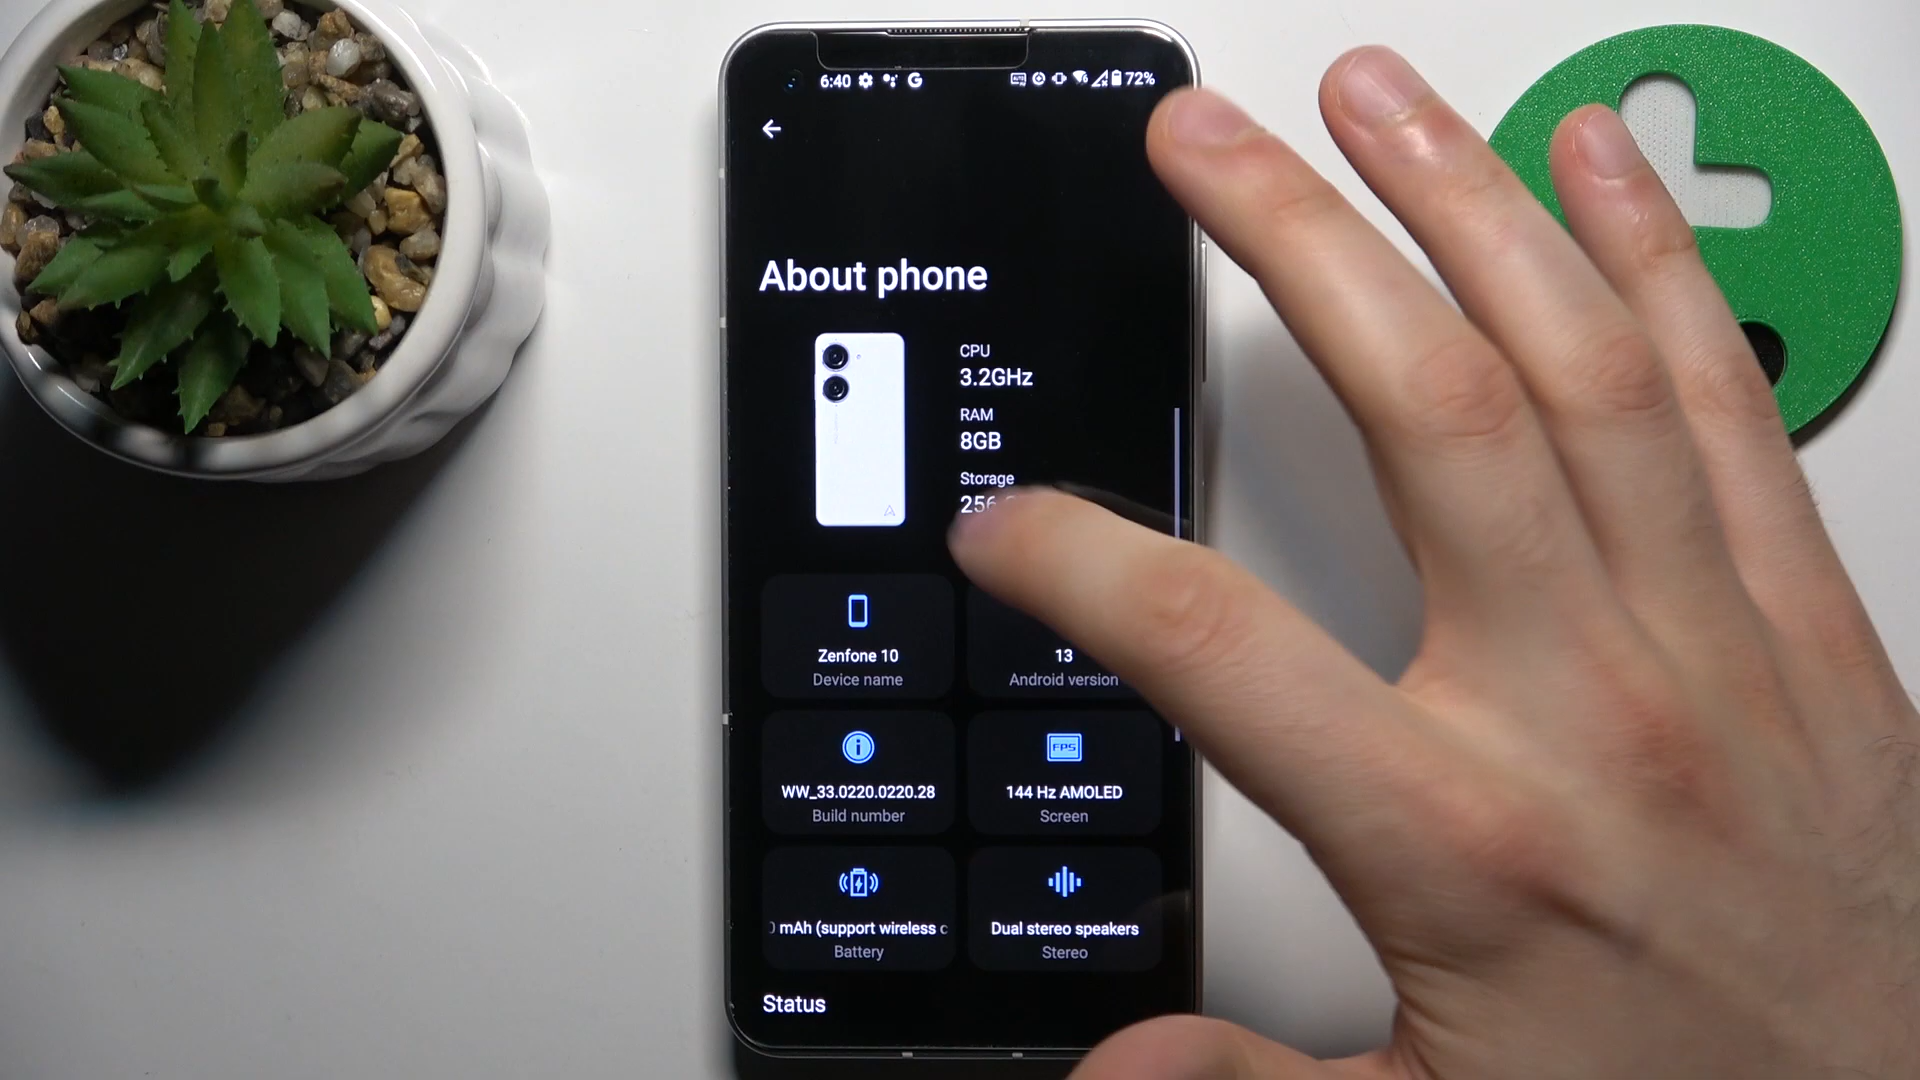 6:40 G 72%
About phone
CPU
3.2GHz
RAM
8GB
Storage
256
Zenfone 10
Device name
13
Android version
WW_33.0220.0220.28
Build number
FPS
144 Hz AMOLED
Screen
mAh (support wireless c
Battery
Dual stereo speakers
Stereo
Status